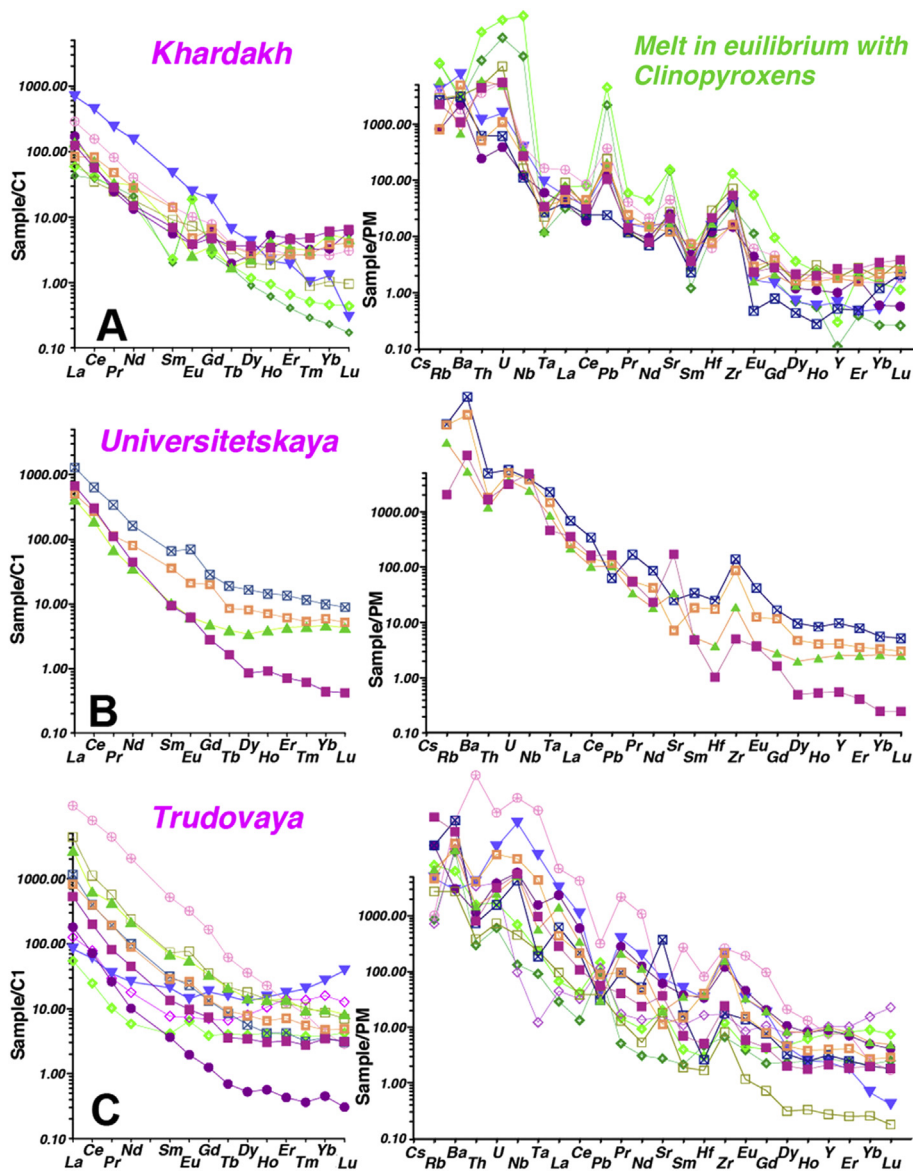 Khardakh
Melt in euilibrium with
Clinopyroxens
Sample/C1
1000.00
100.00
10.00
1.00
0.10
A
La Ce Pr Nd Sm Eu Gd Tb Dy Ho Er Tm Yb Lu
Sample/PM
1000.00
100.00
10.00
1.00
0.10
Cs Rb Ba Th U Nb Ta La Ce Pb Pr Nd Sr Sm Hf Zr Eu Gd Dy Ho Y Er Yb Lu
Universitetskaya
Sample/C1
1000.00
100.00
10.00
1.00
0.10
B
La Ce Pr Nd Sm Eu Gd Tb Dy Ho Er Tm Yb Lu
Sample/PM
1000.00
100.00
10.00
1.00
0.10
Cs Rb Ba Th U Nb Ta La Ce Pb Pr Nd Sr Sm Hf Zr Eu Gd Dy Ho Y Er Yb Lu
Trudovaya
Sample/C1
1000.00
100.00
10.00
1.00
0.10
C
La Ce Pr Nd Sm Eu Gd Tb Dy Ho Er Tm Yb Lu
Sample/PM
1000.00
100.00
10.00
1.00
0.10
Cs Rb Ba Th U Nb Ta La Ce Pb Pr Nd Sr Sm Hf Zr Eu Gd Dy Ho Y Er Yb Lu